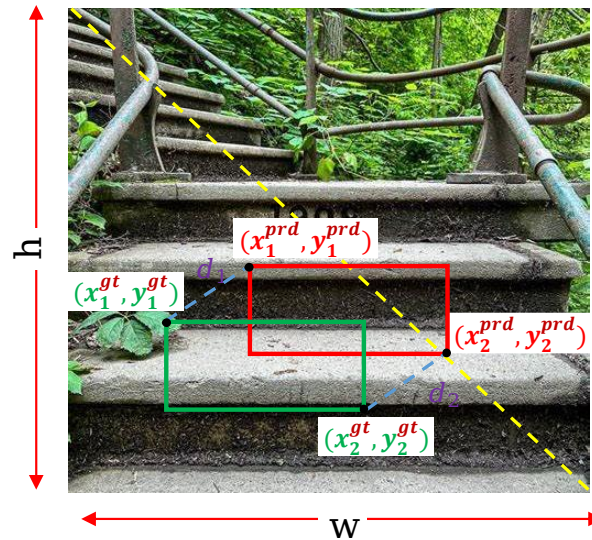 h
(x₁ᵖʳᵈ, y₁ᵖʳᵈ)
d₁
(x₁ᵍᵗ, y₁ᵍᵗ)
(x₂ᵖʳᵈ, y₂ᵖʳᵈ)
d₂
(x₂ᵍᵗ, y₂ᵍᵗ)
w